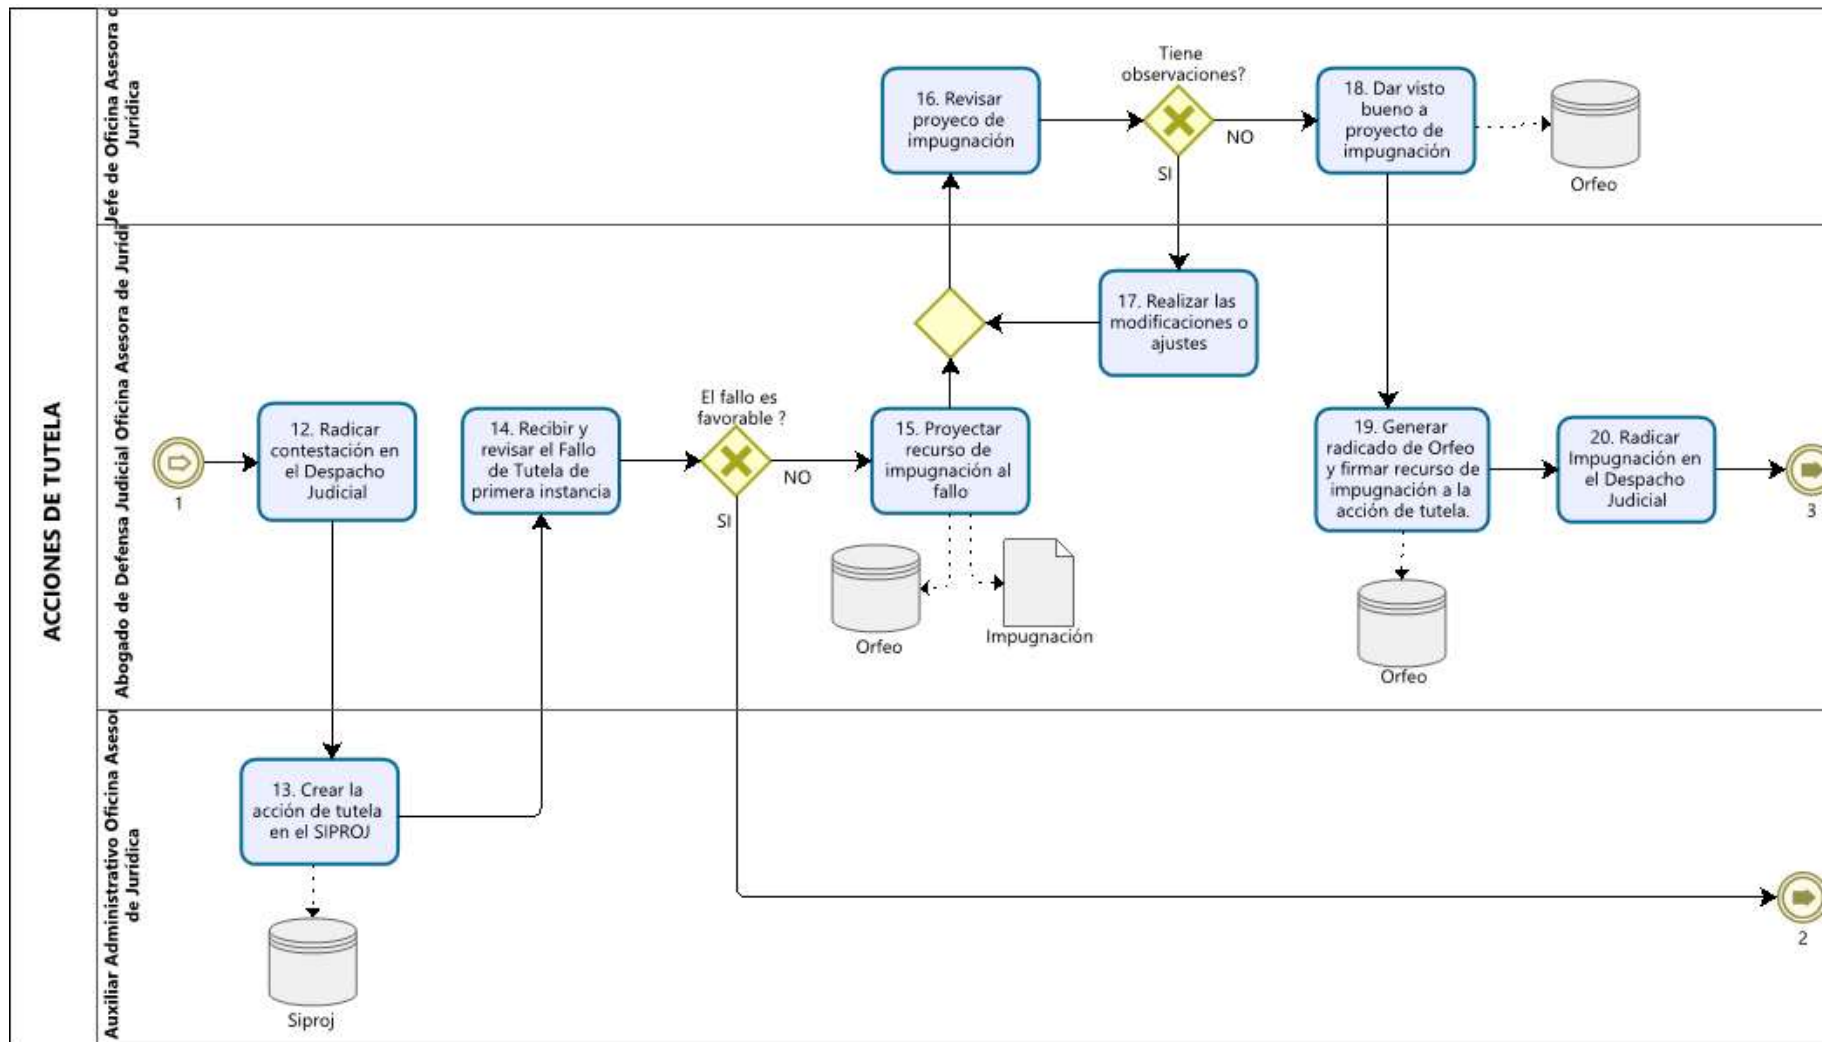 ACCIONES DE TUTELA
Jefe de Oficina Asesora d
Jurídica
Tiene
observaciones?
16. Revisar
proyeco de
impugnación
NO
SI
18. Dar visto
bueno a
proyecto de
impugnación
Orfeo
Abogado de Defensa Judicial Oficina Asesora de Jurídi
17. Realizar las
modificaciones o
ajustes
1
12. Radicar
contestación en
el Despacho
Judicial
14. Recibir y
revisar el Fallo
de Tutela de
primera instancia
El fallo es
favorable ?
NO
SI
15. Proyectar
recurso de
impugnación al
fallo
Orfeo
Impugnación
19. Generar
radicado de Orfeo
y firmar recurso de
impugnación a la
acción de tutela.
Orfeo
20. Radicar
Impugnación en
el Despacho
Judicial
3
Auxiliar Administrativo Oficina Asesor
de Jurídica
13. Crear la
acción de tutela
en el SIPROJ
Siproj
2